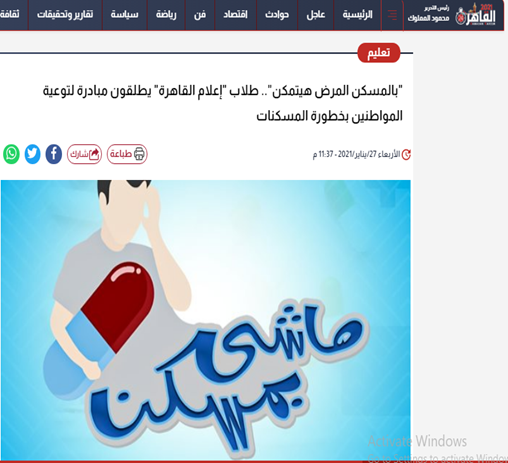 رئيس التحرير
محمود المملوك
القاهرة
الرئيسية عاجل حوادث اقتصاد فن رياضة سياسة تقارير وتحقيقات ثقافة
تعليم
"بالمسكن المرض هيتمكن".. طلاب "إعلام القاهرة" يطلقون مبادرة لتوعية
المواطنين بخطورة المسكنات
الأربعاء 27/يناير/2021 - 11:37 م
طباعة شارك
ماشي
بمسكن
Activate Windows
Go to Settings to activate Windows